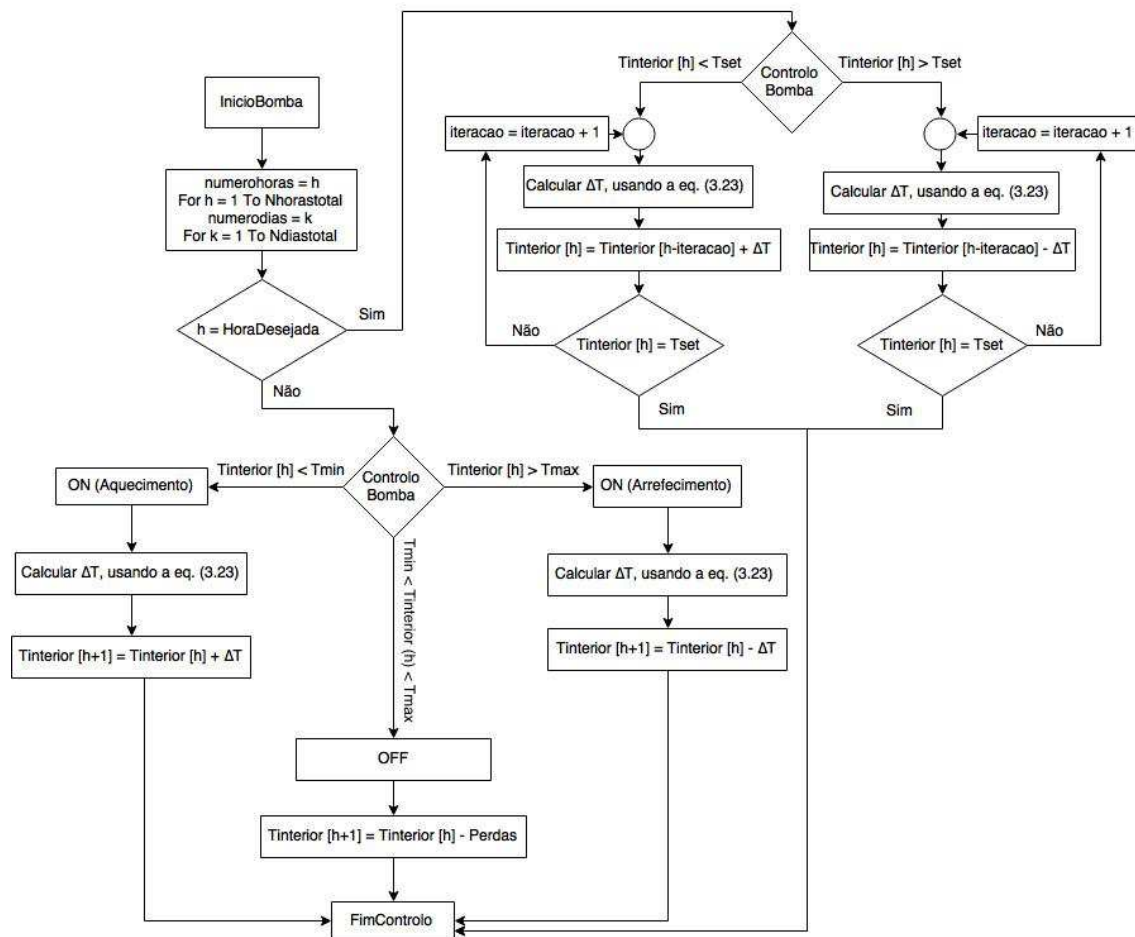 InicioBomba
numerohoras = h
For h = 1 To Nhorastotal
numerodias = k
For k = 1 To Ndiastotal
h = HoraDesejada
Sim
Não
Controlo
Bomba
Tinterior [h] < Tset
Tinterior [h] > Tset
iteracao = iteracao + 1
Calcular ΔT, usando a eq. (3.23)
Tinterior [h] = Tinterior [h-iteracao] + ΔT
Tinterior [h] = Tset
Não
Sim
iteracao = iteracao + 1
Calcular ΔT, usando a eq. (3.23)
Tinterior [h] = Tinterior [h-iteracao] - ΔT
Tinterior [h] = Tset
Não
Sim
Controlo
Bomba
Tinterior [h] < Tmin
Tinterior [h] > Tmax
Tmin < Tinterior (h) < Tmax
ON (Aquecimento)
Calcular ΔT, usando a eq. (3.23)
Tinterior [h+1] = Tinterior [h] + ΔT
ON (Arrefecimento)
Calcular ΔT, usando a eq. (3.23)
Tinterior [h+1] = Tinterior [h] - ΔT
OFF
Tinterior [h+1] = Tinterior [h] - Perdas
FimControlo